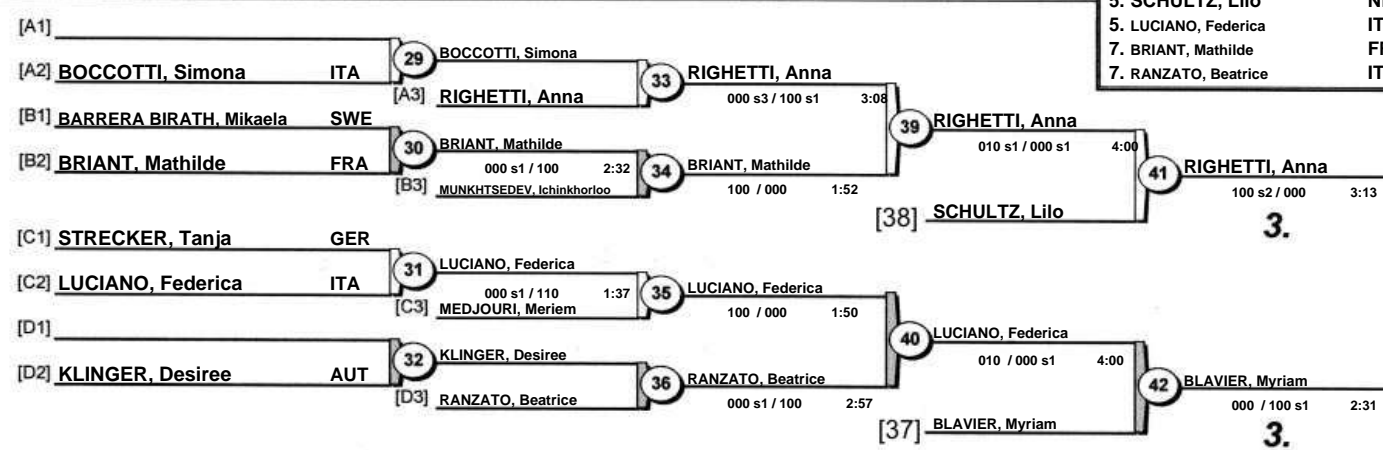 5. SCHULTZ, Lilo
5. LUCIANO, Federica IT
7. BRIANT, Mathilde
7. RANZATO, Beatrice IT
[A1]
[A2] BOCCOTTI, Simona ITA
29
BOCCOTTI, Simona
[A3] RIGHETTI, Anna
33
RIGHETTI, Anna
000 s3 / 100 s1 3:08
[B1] BARRERA BIRATH, Mikaela SWE
[B2] BRIANT, Mathilde FRA
30
BRIANT, Mathilde
000 s1 / 100 2:32
[B3] MUNKHTSEDEV, Ichinkhorloo
34
BRIANT, Mathilde
100 / 000 1:52
39
RIGHETTI, Anna
010 s1 / 000 s1 4:00
[38] SCHULTZ, Lilo
41
RIGHETTI, Anna
100 s2 / 000 3:13
3.
[C1] STRECKER, Tanja GER
[C2] LUCIANO, Federica ITA
31
LUCIANO, Federica
000 s1 / 110 1:37
[C3] MEDJOURI, Meriem
35
LUCIANO, Federica
100 / 000 1:50
[D1]
[D2] KLINGER, Desiree AUT
32
KLINGER, Desiree
[D3] RANZATO, Beatrice
36
RANZATO, Beatrice
000 s1 / 100 2:57
40
LUCIANO, Federica
010 / 000 s1 4:00
[37] BLAVIER, Myriam
42
BLAVIER, Myriam
000 / 100 s1 2:31
3.